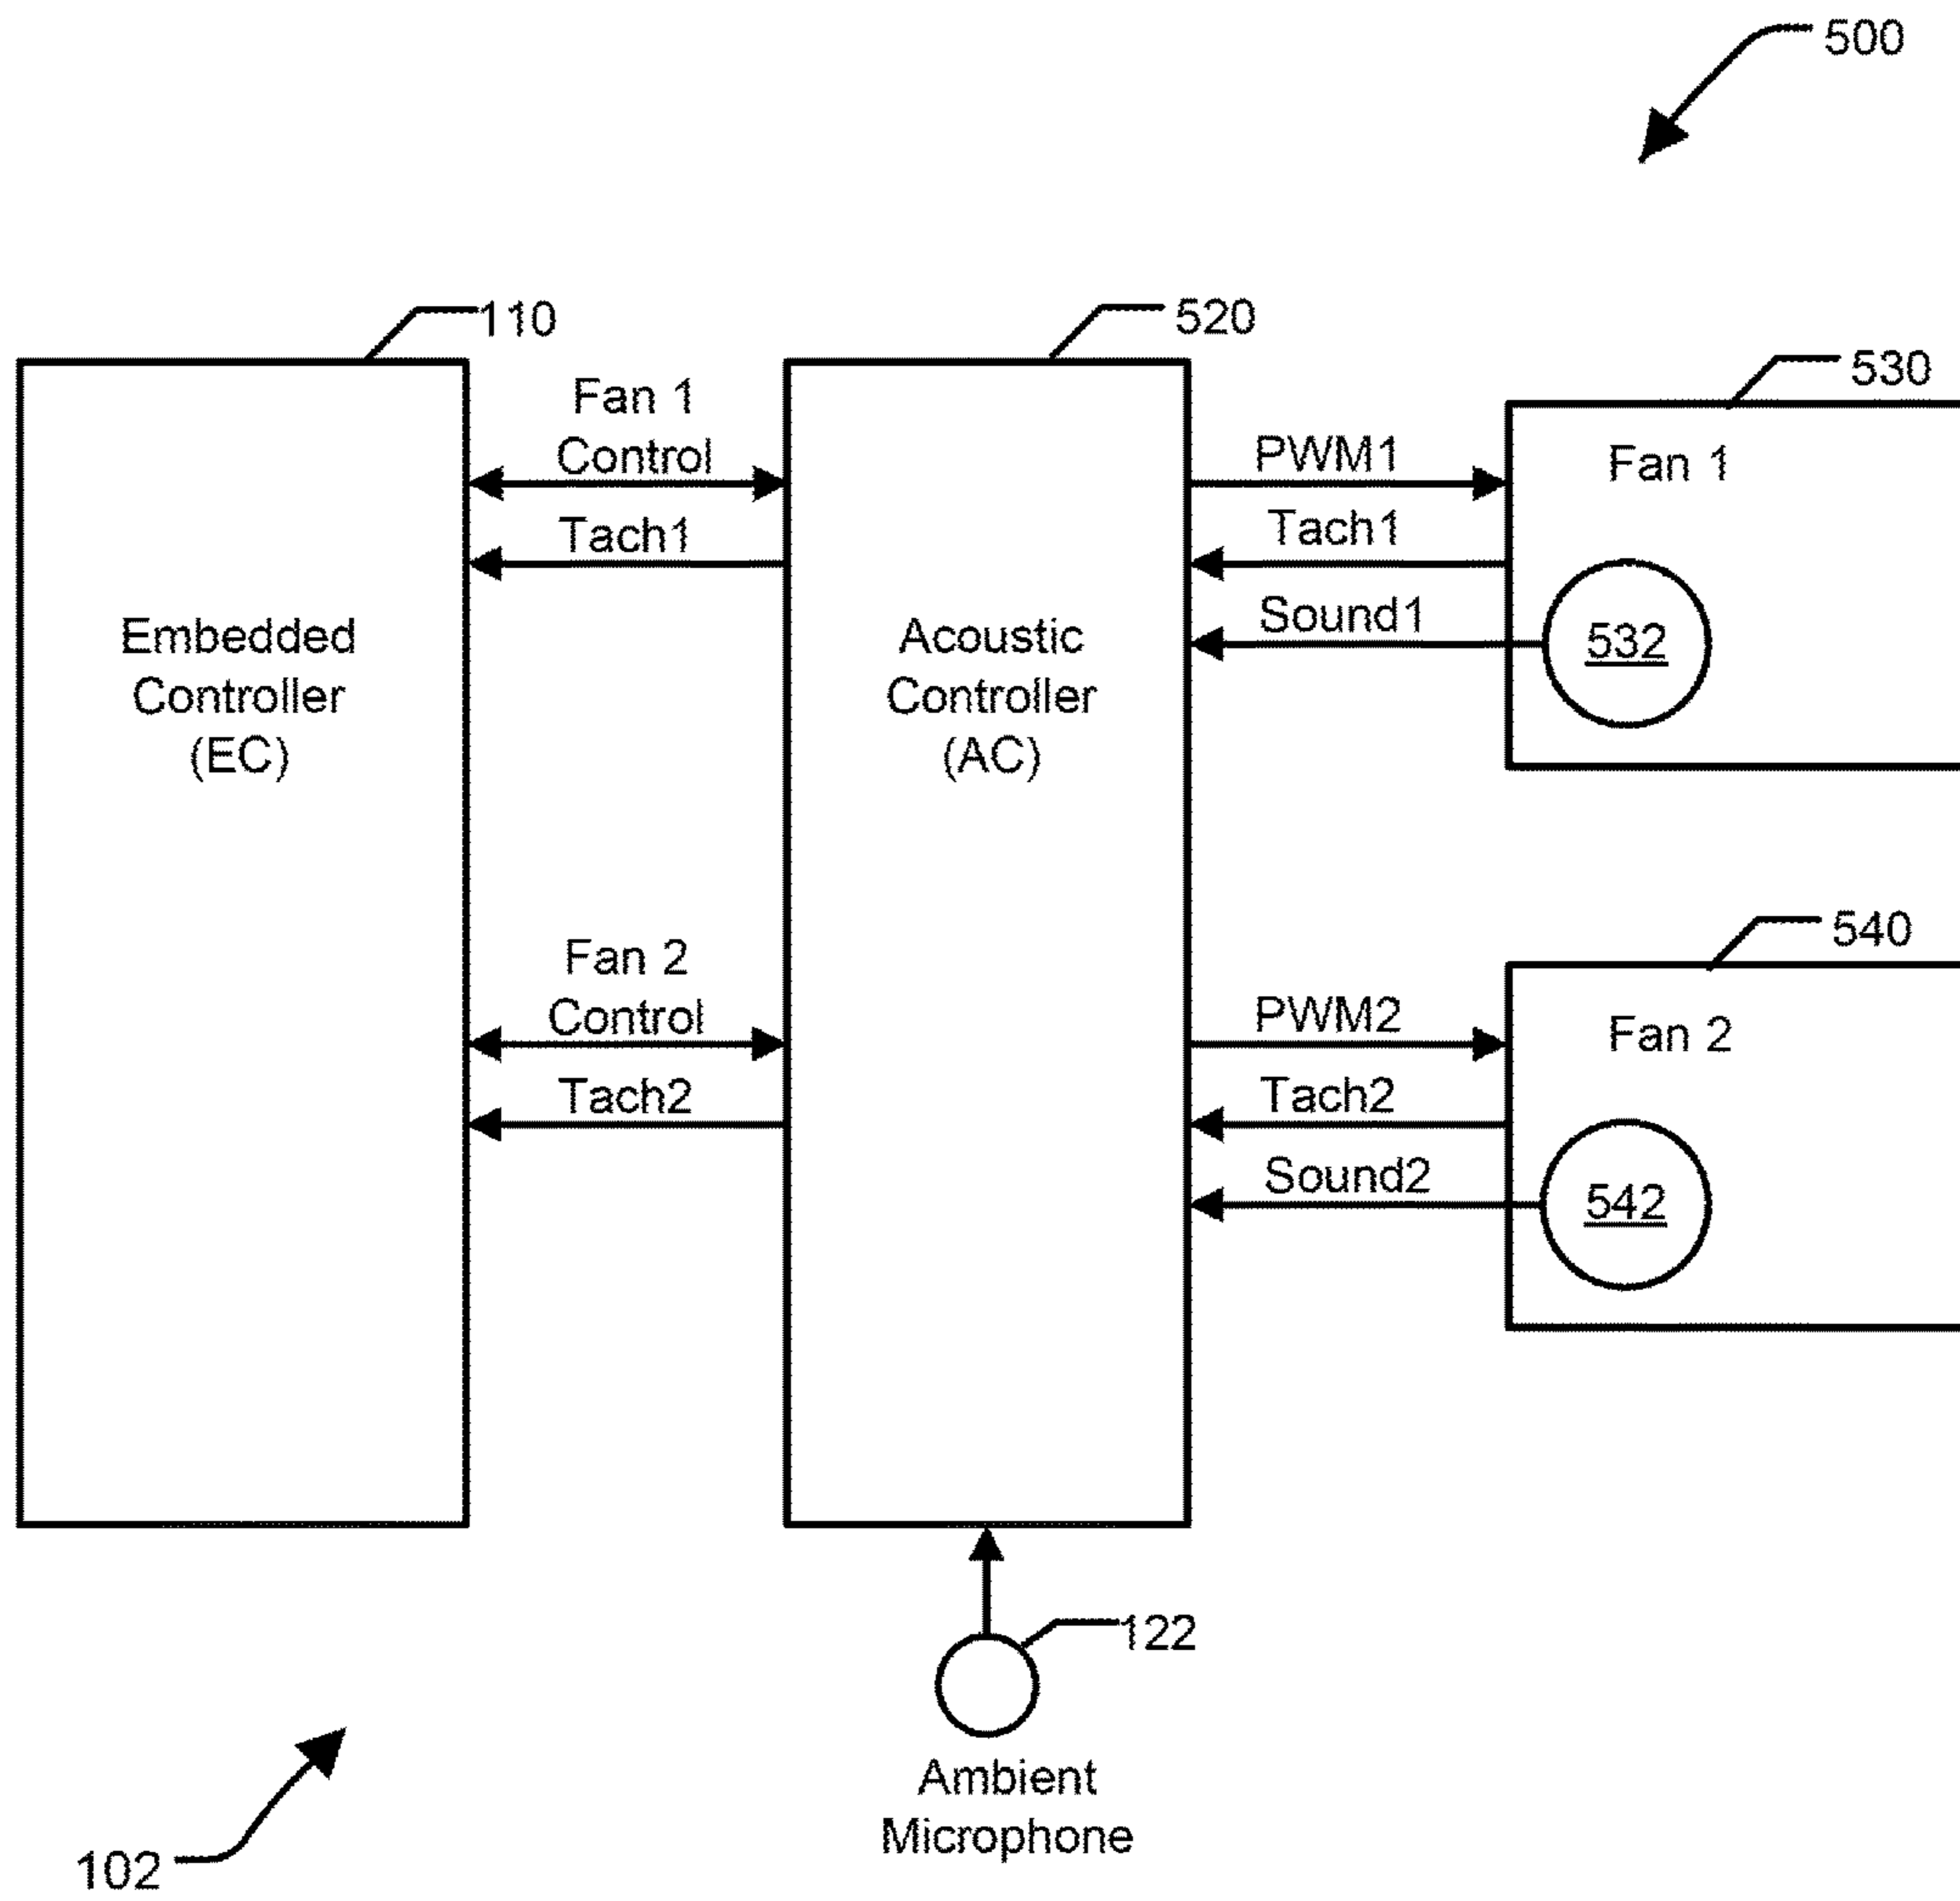 500
110
520
530
Fan 1
Control
Tach1
PWM1
Tach1
Sound1
Fan 1
532
Embedded
Controller
(EC)
Acoustic
Controller
(AC)
540
Fan 2
Control
Tach2
PWM2
Tach2
Sound2
Fan 2
542
122
Ambient
Microphone
102